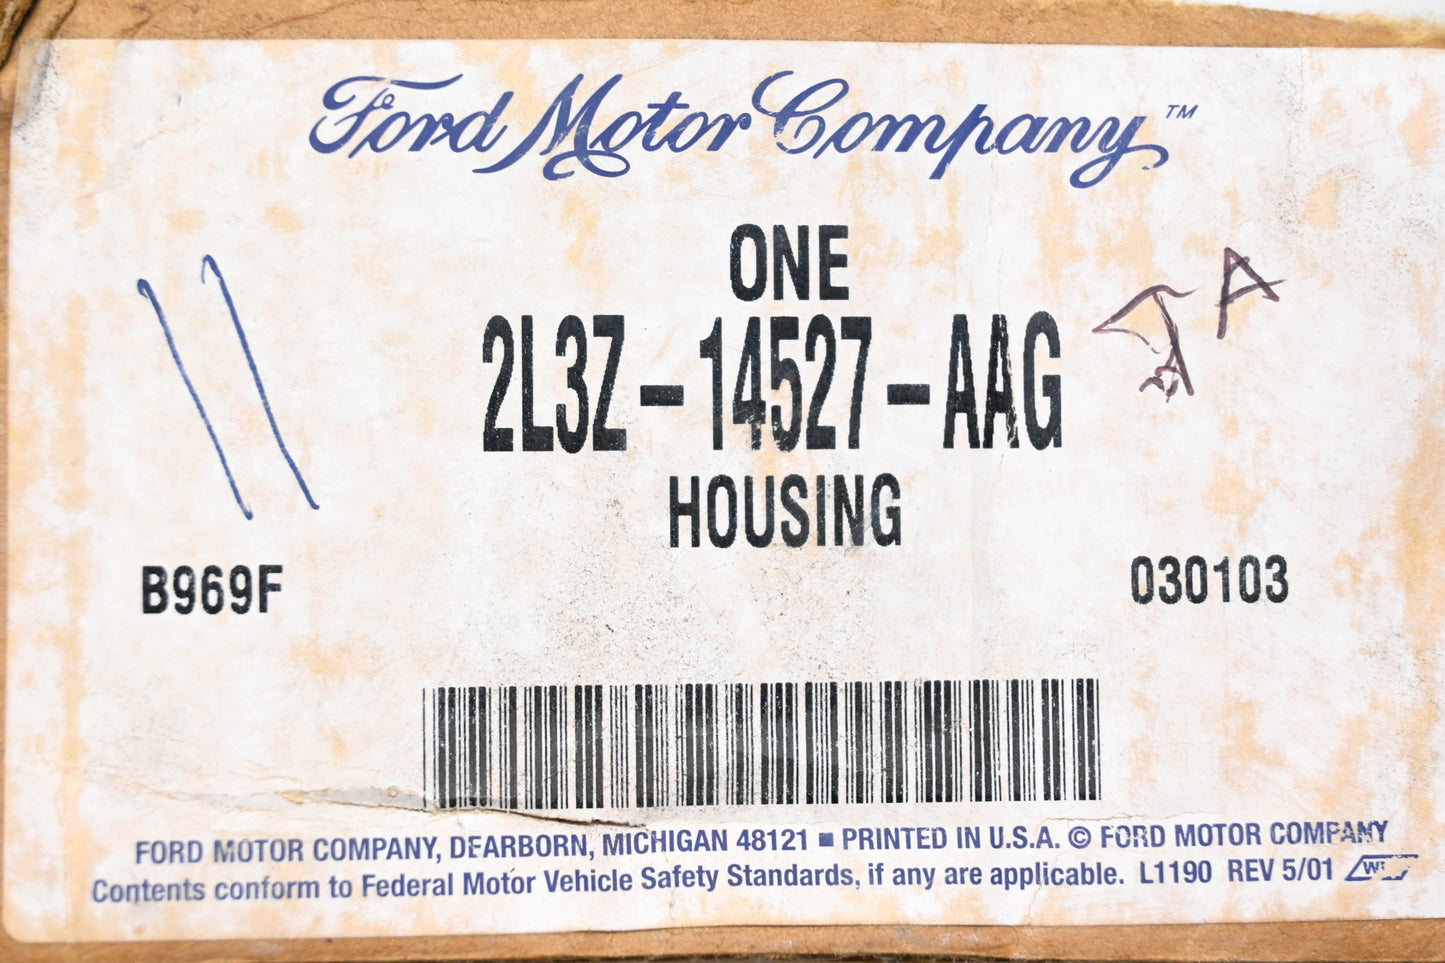 Ford Motor Company™
ONE
2L3Z-14527-AAG
HOUSING
B969F
030103
FORD MOTOR COMPANY, DEARBORN, MICHIGAN 48121 ■ PRINTED IN U.S.A. © FORD MOTOR COMPANY
Contents conform to Federal Motor Vehicle Safety Standards, if any are applicable. L1190 REV 5/01